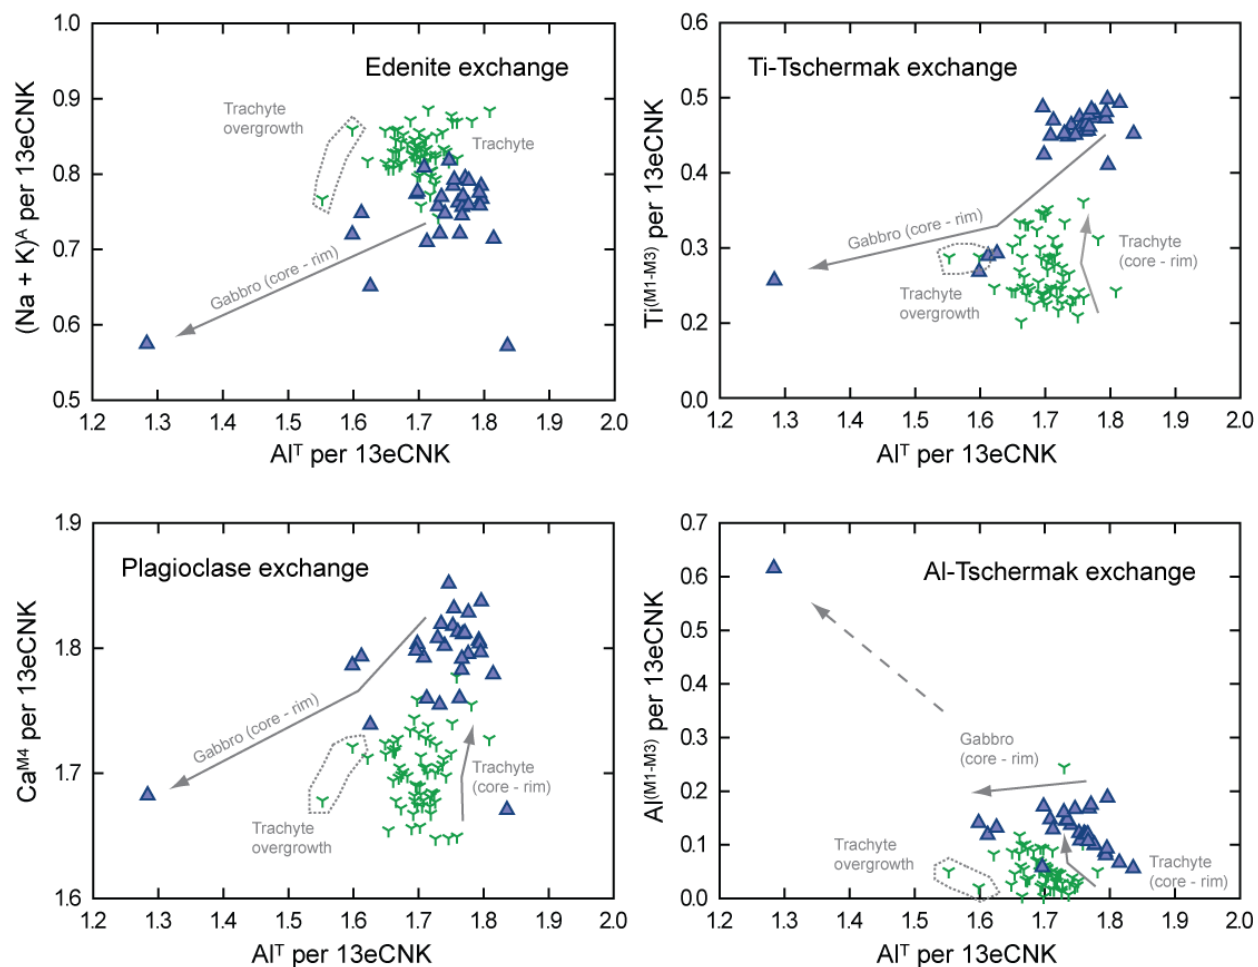 Edenite exchange
(Na + K)ᴬ per 13eCNK
1.0
0.9
0.8
0.7
0.6
0.5
Trachyte
overgrowth
Trachyte
Gabbro (core - rim)
1.2 1.3 1.4 1.5 1.6 1.7 1.8 1.9 2.0
Alᵀ per 13eCNK
Ti-Tschermak exchange
Ti⁽ᴹ¹⁻ᴹ³⁾ per 13eCNK
0.6
0.5
0.4
0.3
0.2
0.0
Gabbro (core - rim)
Trachyte
(core - rim)
Trachyte
overgrowth
1.2 1.3 1.4 1.5 1.6 1.7 1.8 1.9 2.0
Alᵀ per 13eCNK
Plagioclase exchange
Caᴹ⁴ per 13eCNK
1.9
1.8
1.7
1.6
Gabbro (core - rim)
Trachyte
(core - rim)
Trachyte
overgrowth
1.2 1.3 1.4 1.5 1.6 1.7 1.8 1.9 2.0
Alᵀ per 13eCNK
Al-Tschermak exchange
Al⁽ᴹ¹⁻ᴹ³⁾ per 13eCNK
0.7
0.6
0.5
0.4
0.3
0.2
0.1
0.0
Gabbro
(core - rim)
Trachyte
overgrowth
Trachyte
(core - rim)
1.2 1.3 1.4 1.5 1.6 1.7 1.8 1.9 2.0
Alᵀ per 13eCNK